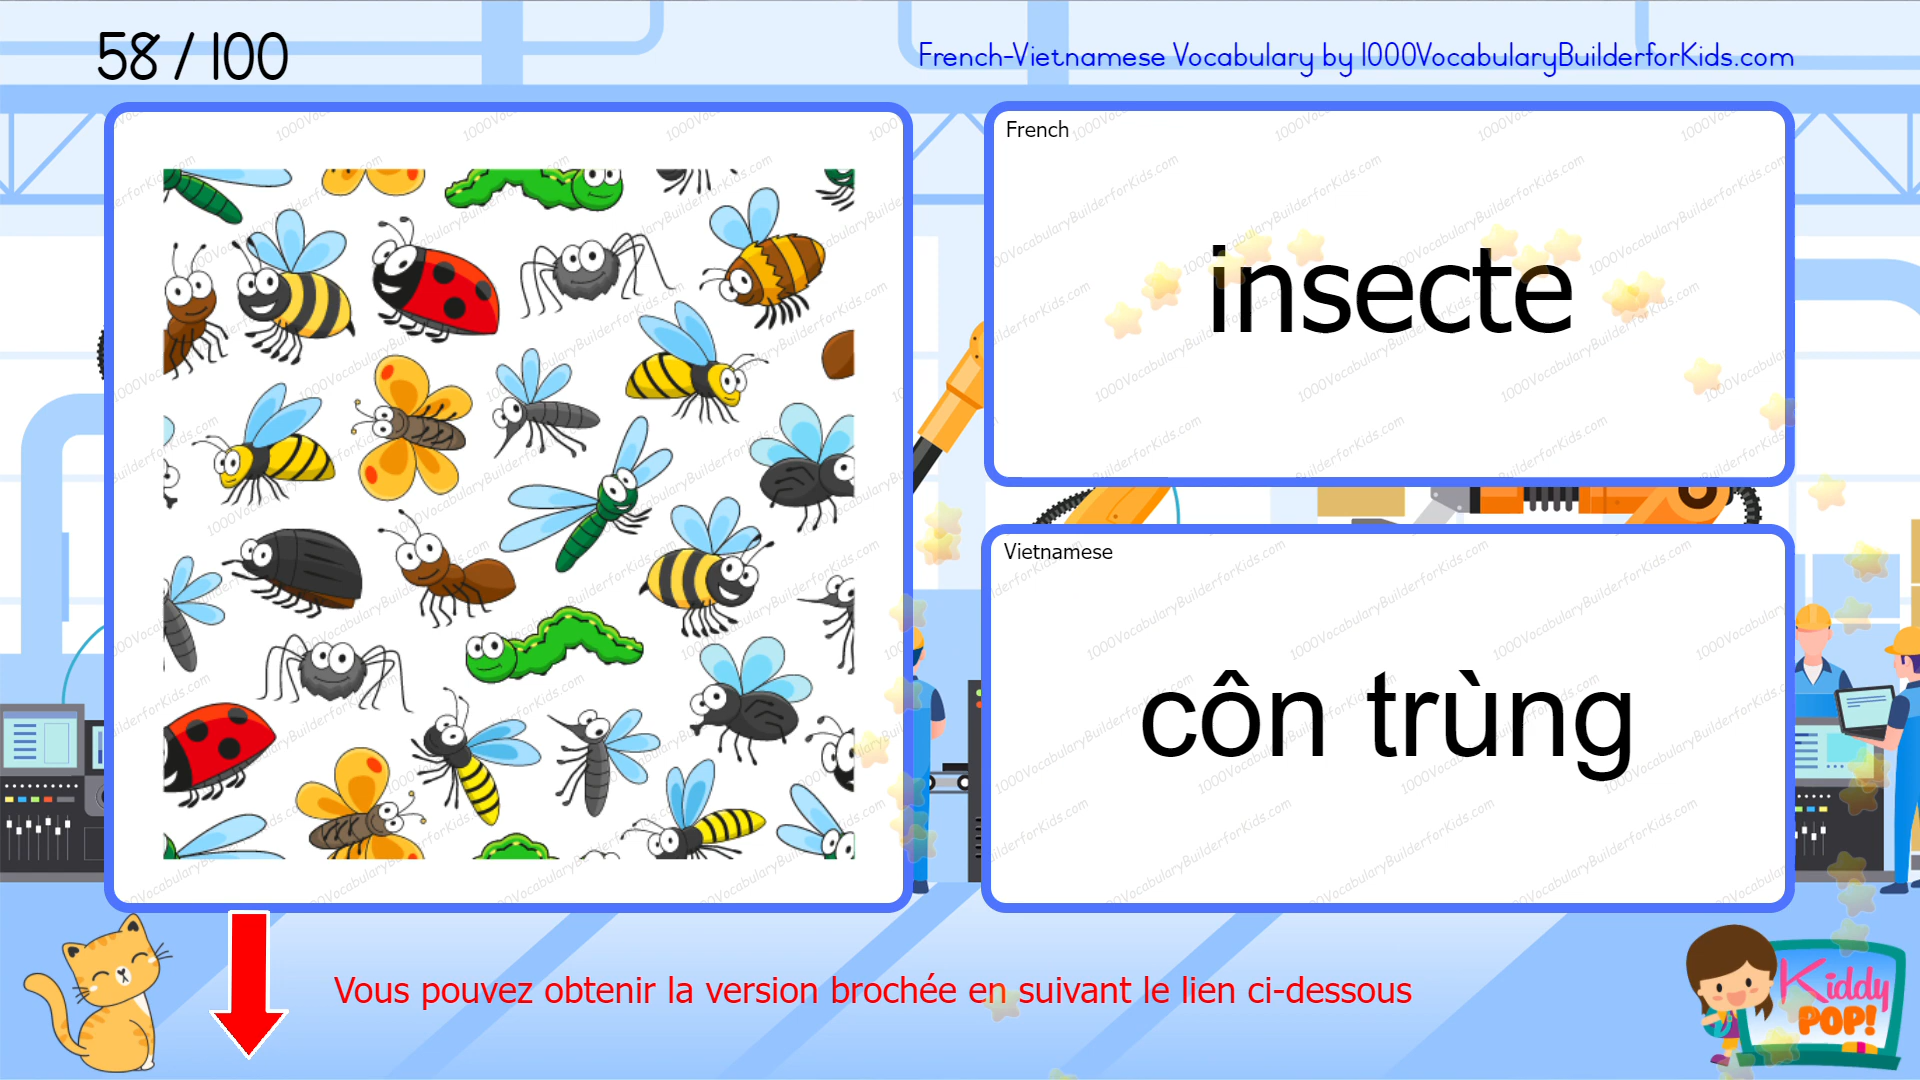 58 / 100
French-Vietnamese Vocabulary by 1000VocabularyBuilderforKids.com
French
insecte
Vietnamese
côn trùng
Vous pouvez obtenir la version brochée en suivant le lien ci-dessous
Kiddy
POP!